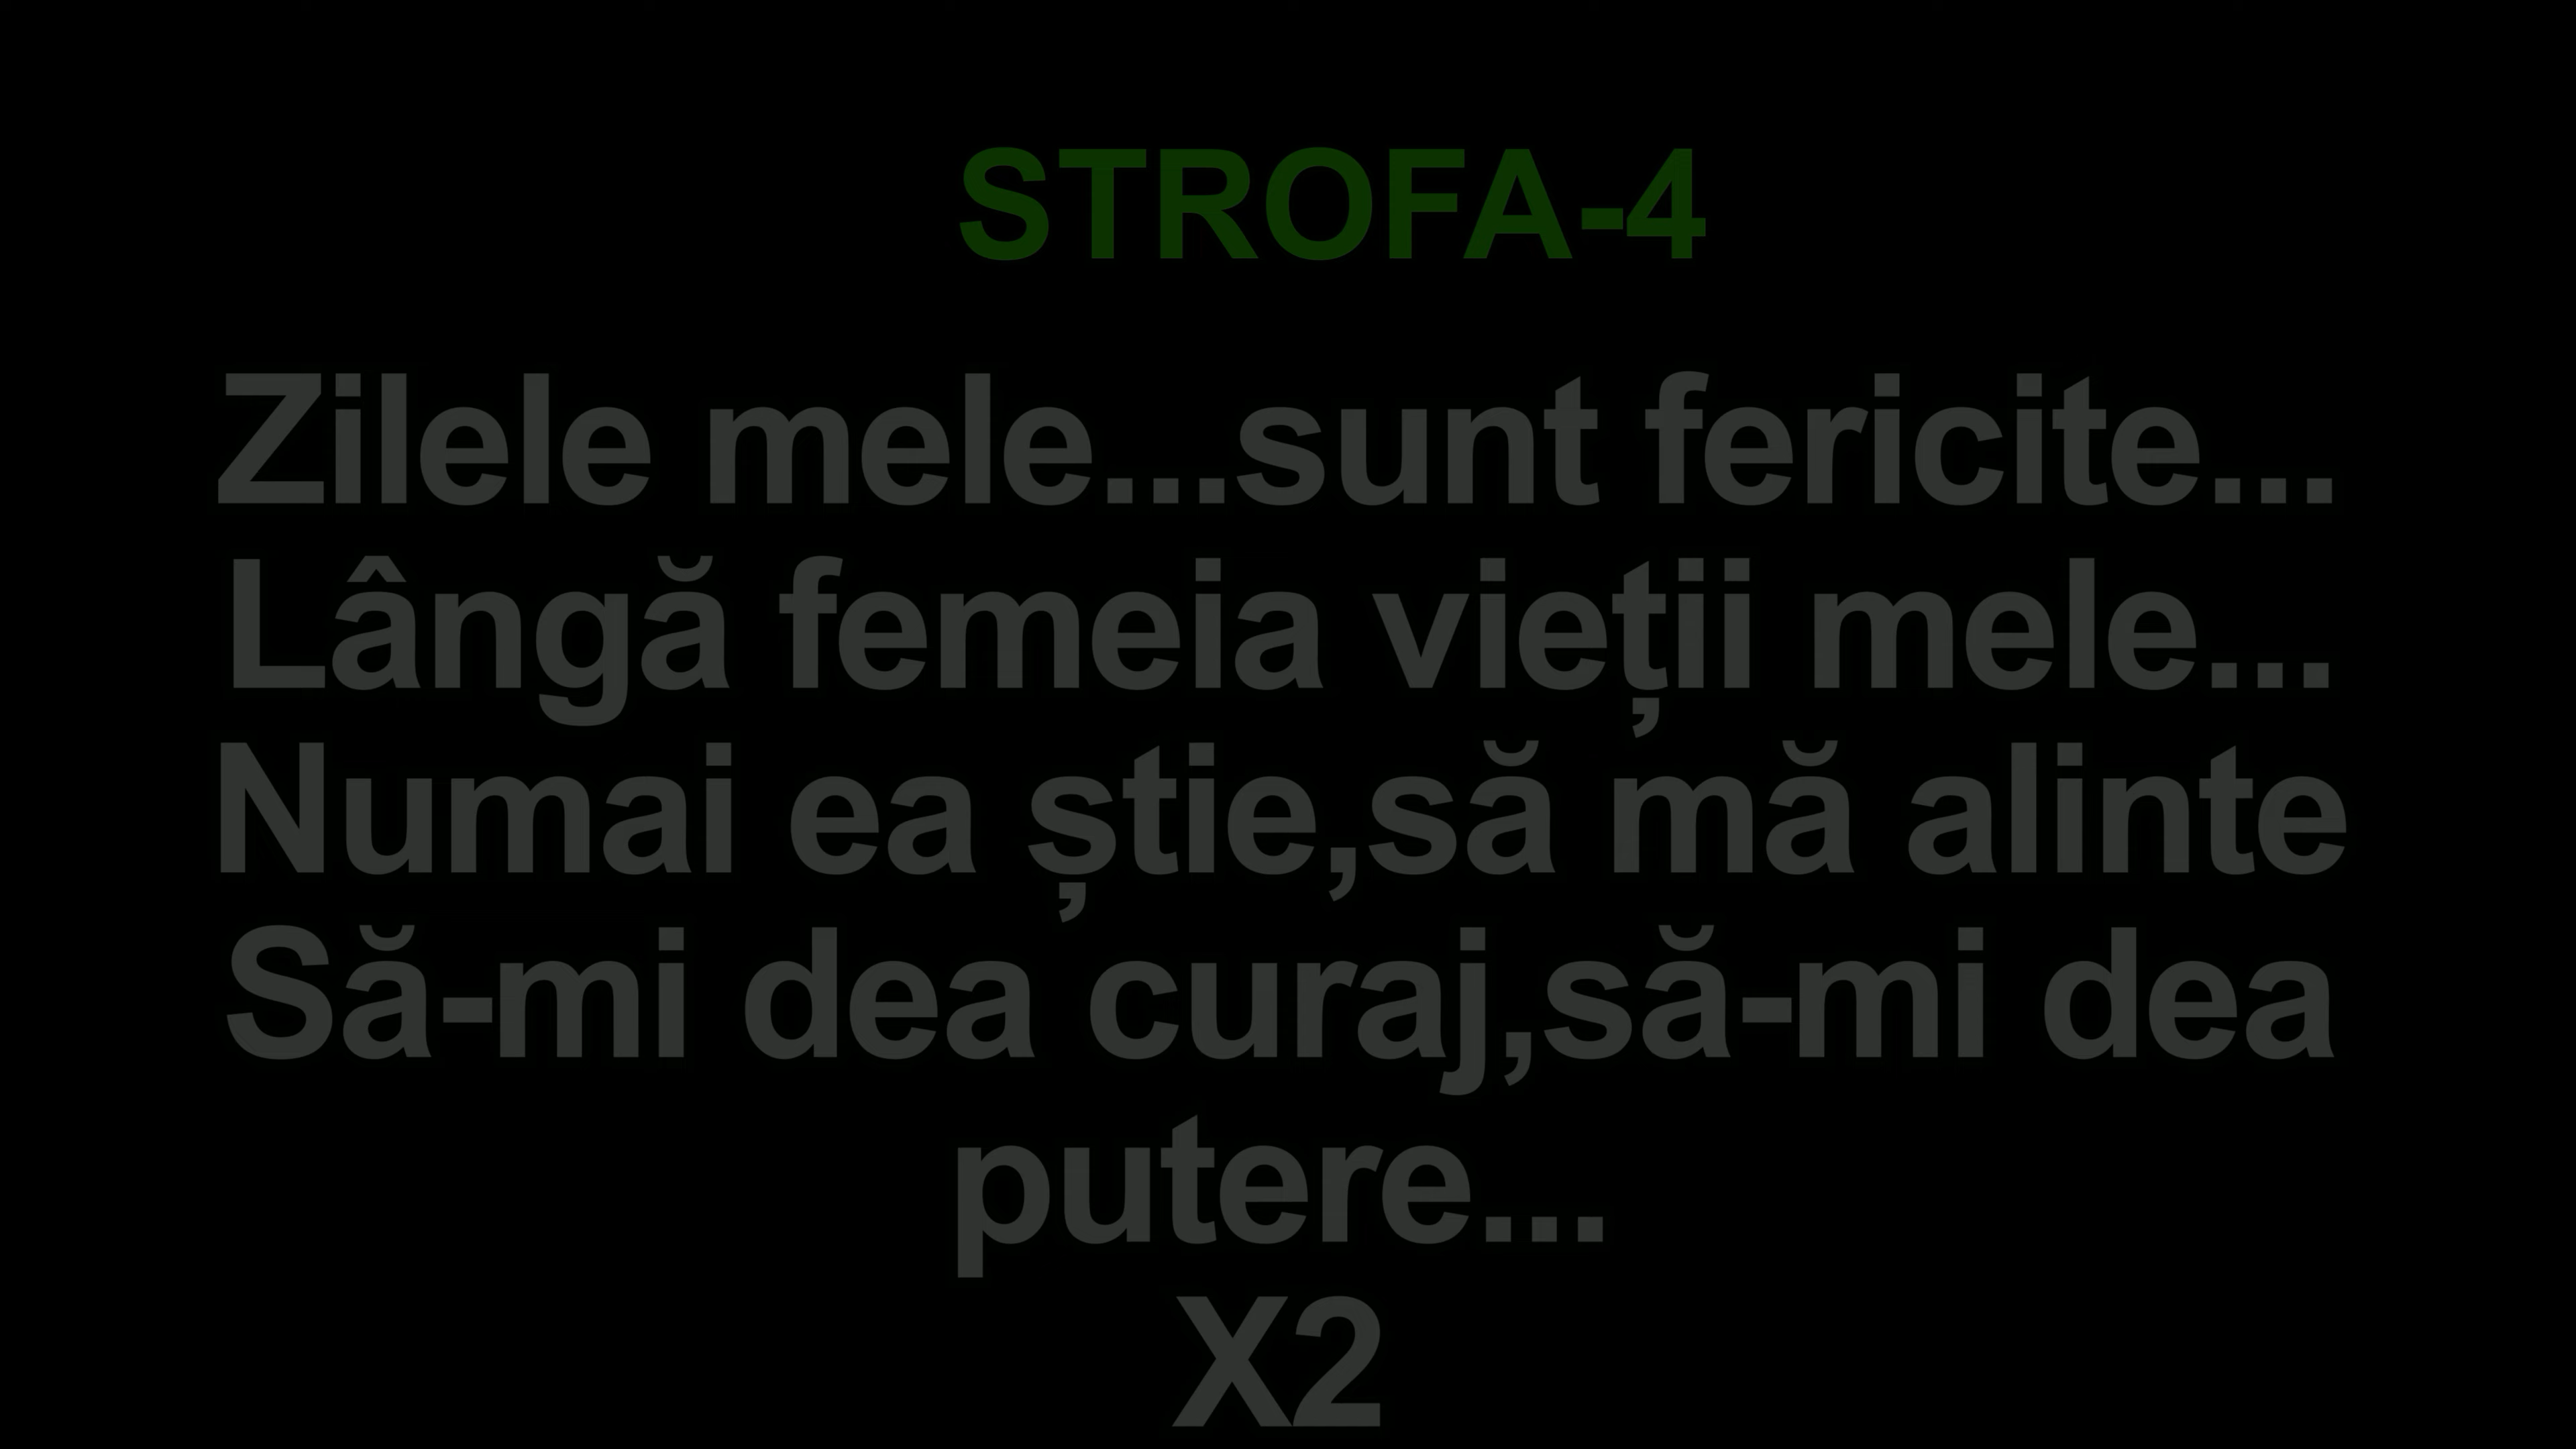 STROFA-4
Zilele mele...sunt fericite...
Lângă femeia vieții mele...
Numai ea știe,să mă alinte
Să-mi dea curaj,să-mi dea
putere...
X2